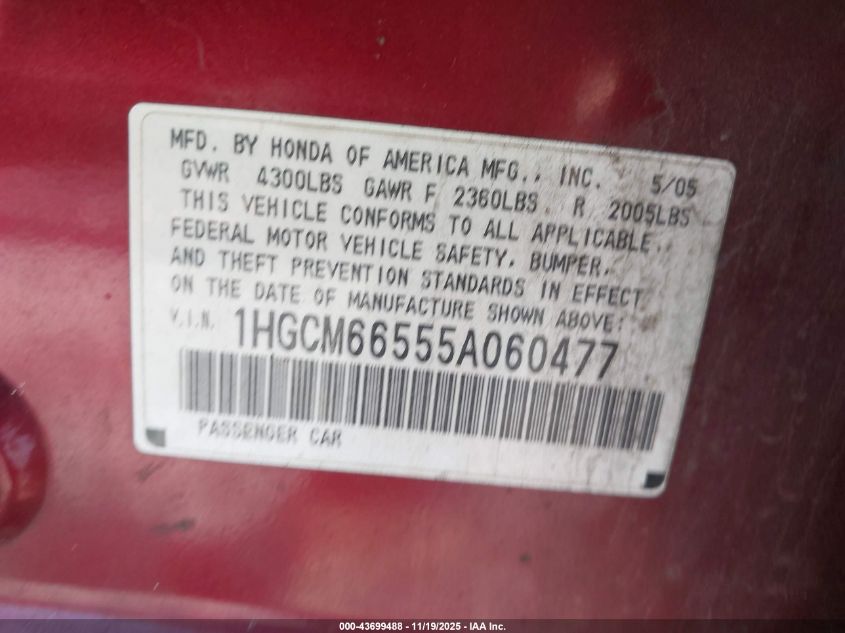 MFD. BY HONDA OF AMERICA MFG., INC. 5/05
GVWR 4300LBS GAWR F 2360LBS R 2005LBS
THIS VEHICLE CONFORMS TO ALL APPLICABLE
FEDERAL MOTOR VEHICLE SAFETY, BUMPER,
AND THEFT PREVENTION STANDARDS IN EFFECT
ON THE DATE OF MANUFACTURE SHOWN ABOVE:
V.I.N. 1HGCM66555A060477
PASSENGER CAR
000-43699488 - 11/19/2025 - IAA Inc.